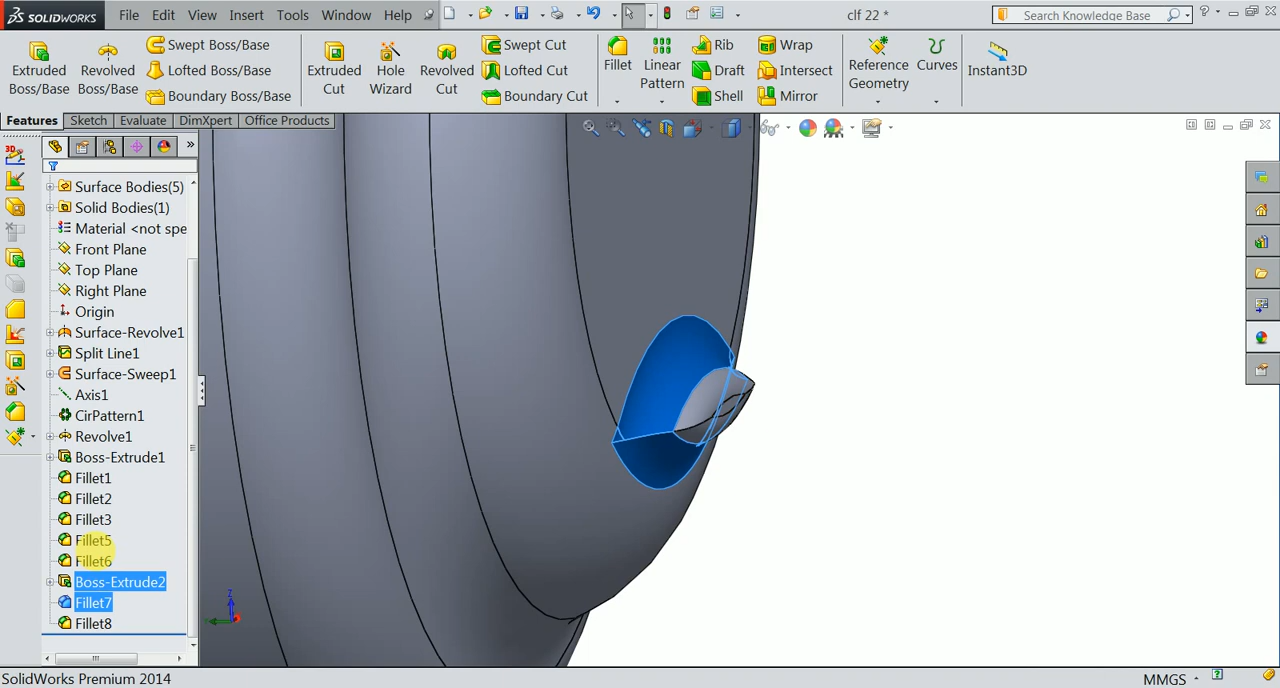 SOLIDWORKS File Edit View Insert Tools Window Help clf 22 * Search Knowledge Base ?
Extruded Boss/Base
Revolved Boss/Base
Swept Boss/Base
Lofted Boss/Base
Boundary Boss/Base
Extruded Cut
Hole Wizard
Revolved Cut
Swept Cut
Lofted Cut
Boundary Cut
Fillet
Linear Pattern
Rib
Draft
Shell
Wrap
Intersect
Mirror
Reference Geometry
Curves
Instant3D
Features Sketch Evaluate DimXpert Office Products
Surface Bodies(5)
Solid Bodies(1)
Material <not spe
Front Plane
Top Plane
Right Plane
Origin
Surface-Revolve1
Split Line1
Surface-Sweep1
Axis1
CirPattern1
Revolve1
Boss-Extrude1
Fillet1
Fillet2
Fillet3
Fillet5
Fillet6
Boss-Extrude2
Fillet7
Fillet8
SolidWorks Premium 2014 MMGS